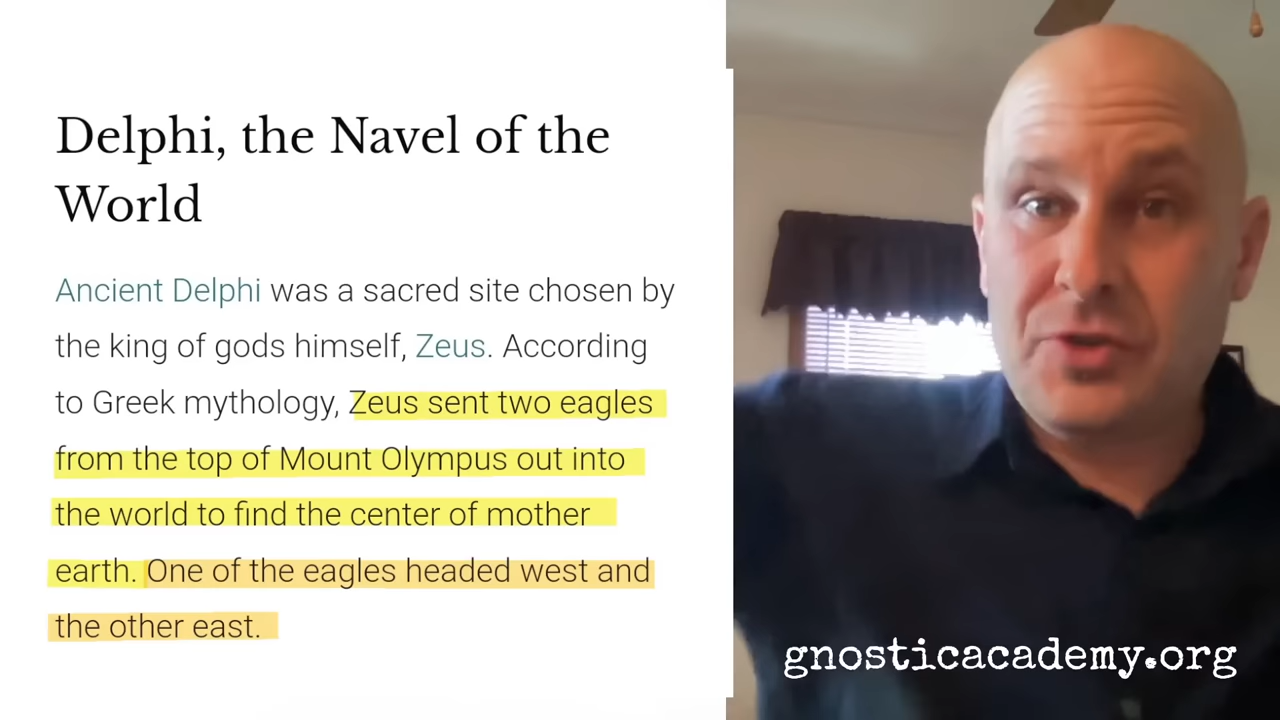 Delphi, the Navel of the
World
Ancient Delphi was a sacred site chosen by
the king of gods himself, Zeus. According
to Greek mythology, Zeus sent two eagles
from the top of Mount Olympus out into
the world to find the center of mother
earth. One of the eagles headed west and
the other east.
gnosticacademy.org